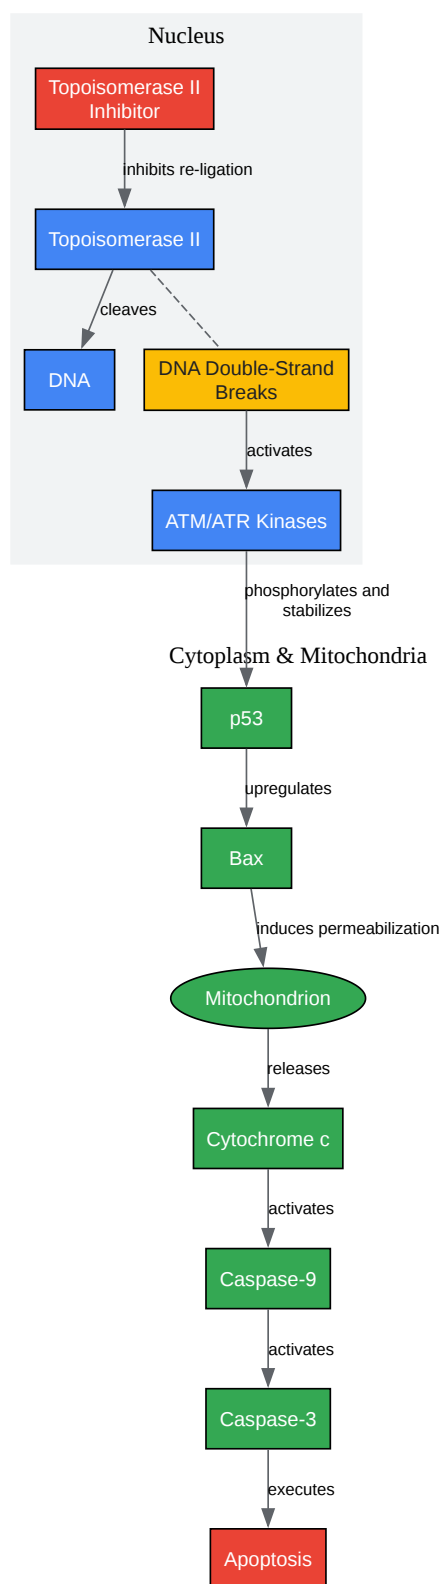 Nucleus
Topoisomerase II
Inhibitor
inhibits re-ligation
Topoisomerase II
cleaves
DNA
DNA Double-Strand
Breaks
activates
ATM/ATR Kinases
phosphorylates and
stabilizes
Cytoplasm & Mitochondria
p53
upregulates
Bax
induces permeabilization
Mitochondrion
releases
Cytochrome c
activates
Caspase-9
activates
Caspase-3
executes
Apoptosis